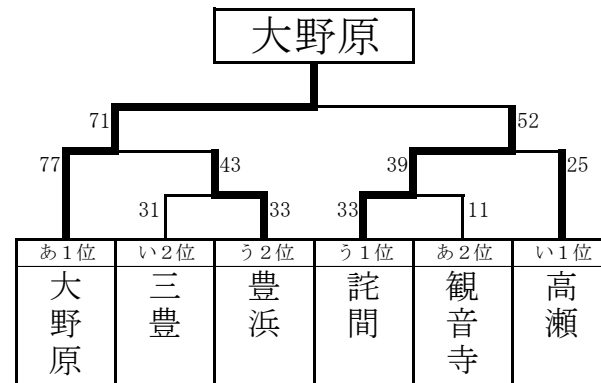 大野原
71 52
77 43 39 25
31 33 33 11
あ1位 い2位 う2位 う1位 あ2位 い1位
大野原 三豊 豊浜 詫間 観音寺 高瀬